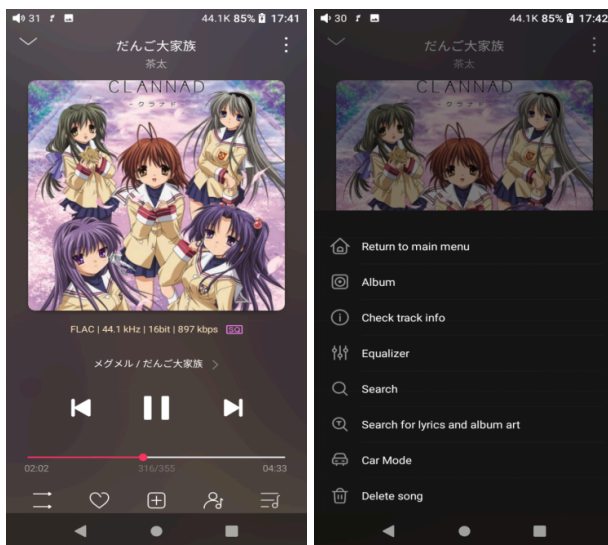 31 44.1K 85% 17:41
だんご大家族
茶太
CLANNAD
-クラナド-
FLAC | 44.1 kHz | 16bit | 897 kbps SQ
メグメル / だんご大家族
02:02 316/355 04:33
30 44.1K 85% 17:42
だんご大家族
茶太
CLANNAD
-クラナド-
Return to main menu
Album
Check track info
Equalizer
Search
Search for lyrics and album art
Car Mode
Delete song